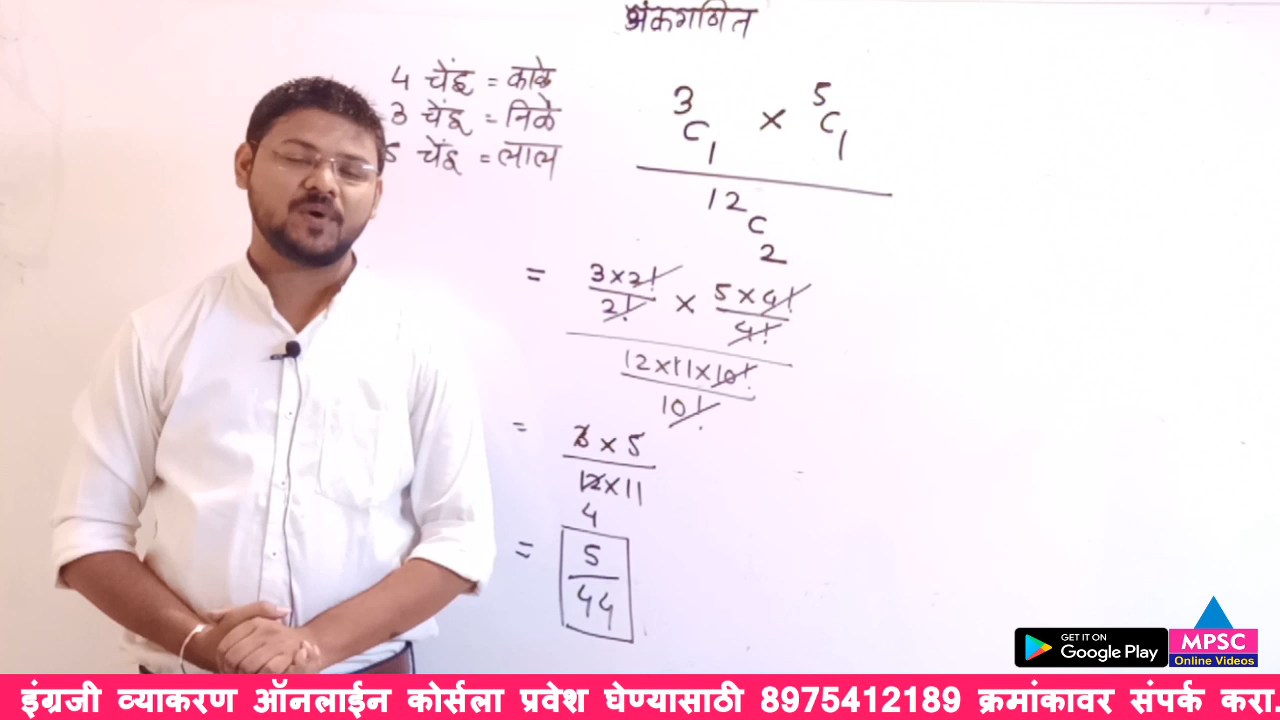 अंकगणित
4 चेंडू = काळे
3 चेंडू = निळे
5 चेंडू = लाल
3C1 × 5C1
12C2
= 3×2! / 2! × 5×4! / 4!
12×11×10! / 10!
= 3×5
12×11
4
= 5
44
GET IT ON
Google Play
MPSC
Online Videos
इंग्रजी व्याकरण ऑनलाईन कोर्सला प्रवेश घेण्यासाठी 8975412189 क्रमांकावर संपर्क करा.